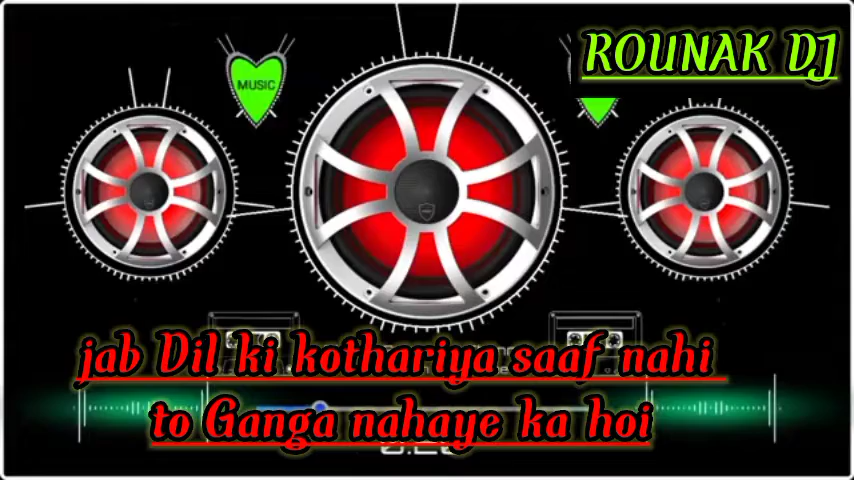 ROUNAK DJ
MUSIC
jab Dil ki kothariya saaf nahi
to Ganga nahaye ka hoi